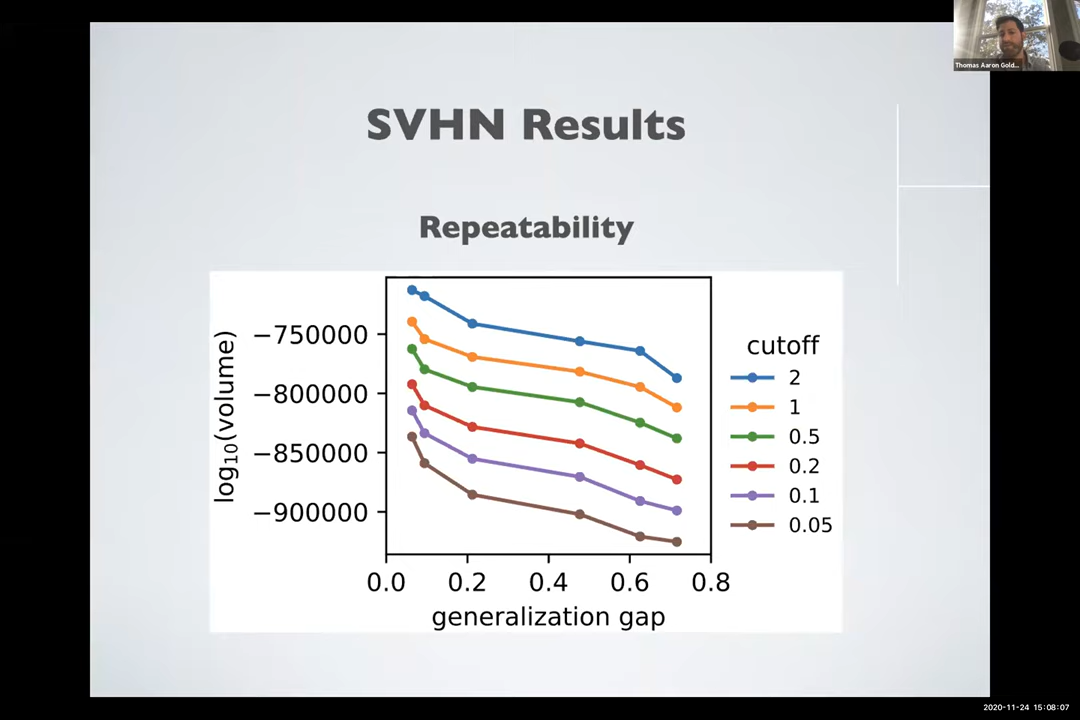 Thomas Aaron Gold...
SVHN Results
Repeatability
log10(volume)
−750000
−800000
−850000
−900000
0.0 0.2 0.4 0.6 0.8
generalization gap
cutoff
2
1
0.5
0.2
0.1
0.05
2020-11-24 15:08:07